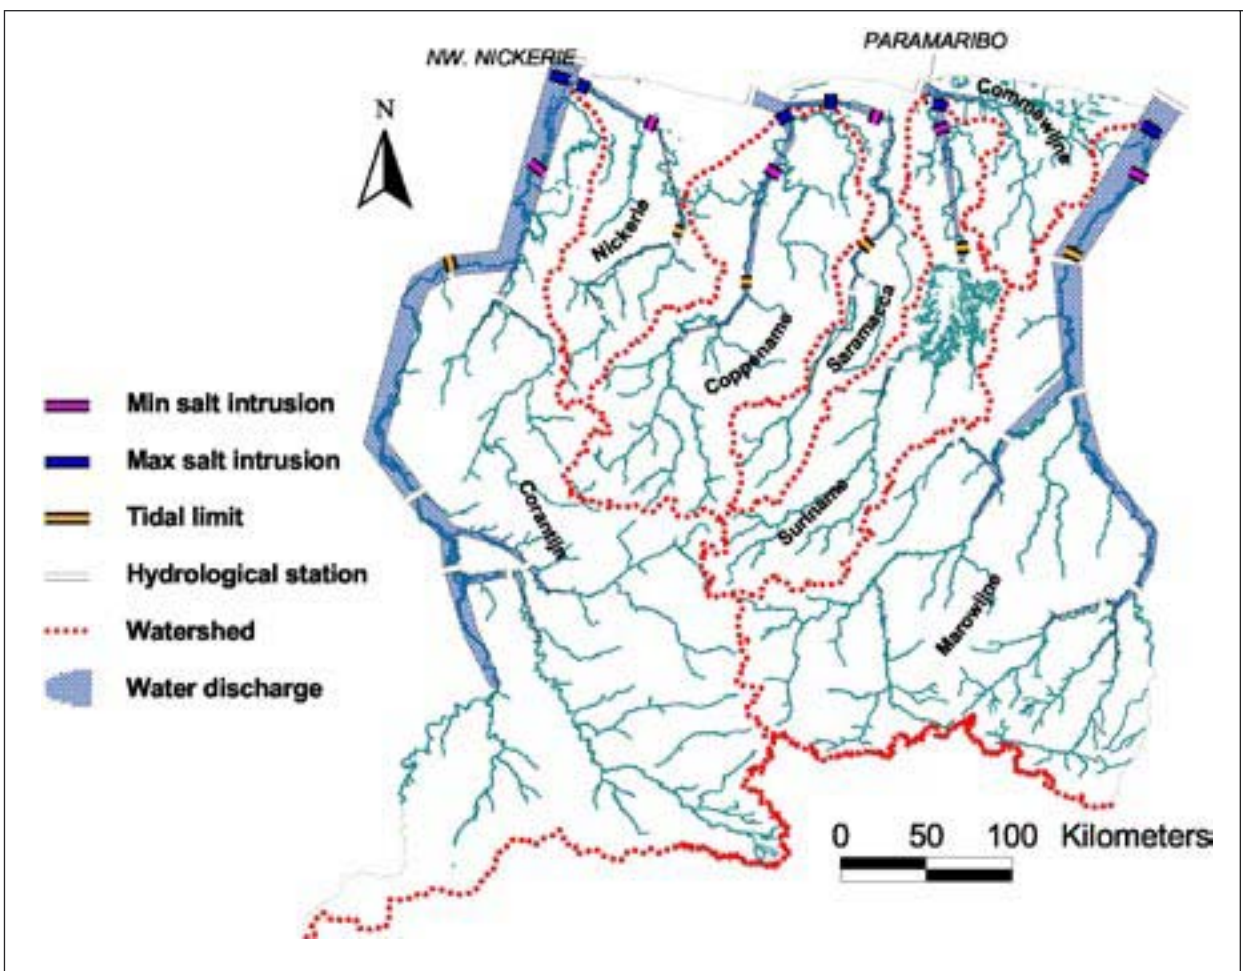 NW. NICKERIE
PARAMARIBO
Commewijne
N
Nickerie
Coppename
Saramacca
Min salt intrusion
Max salt intrusion
Tidal limit
Hydrological station
Watershed
Water discharge
Corantijn
Suriname
Marowijne
0 50 100 Kilometers